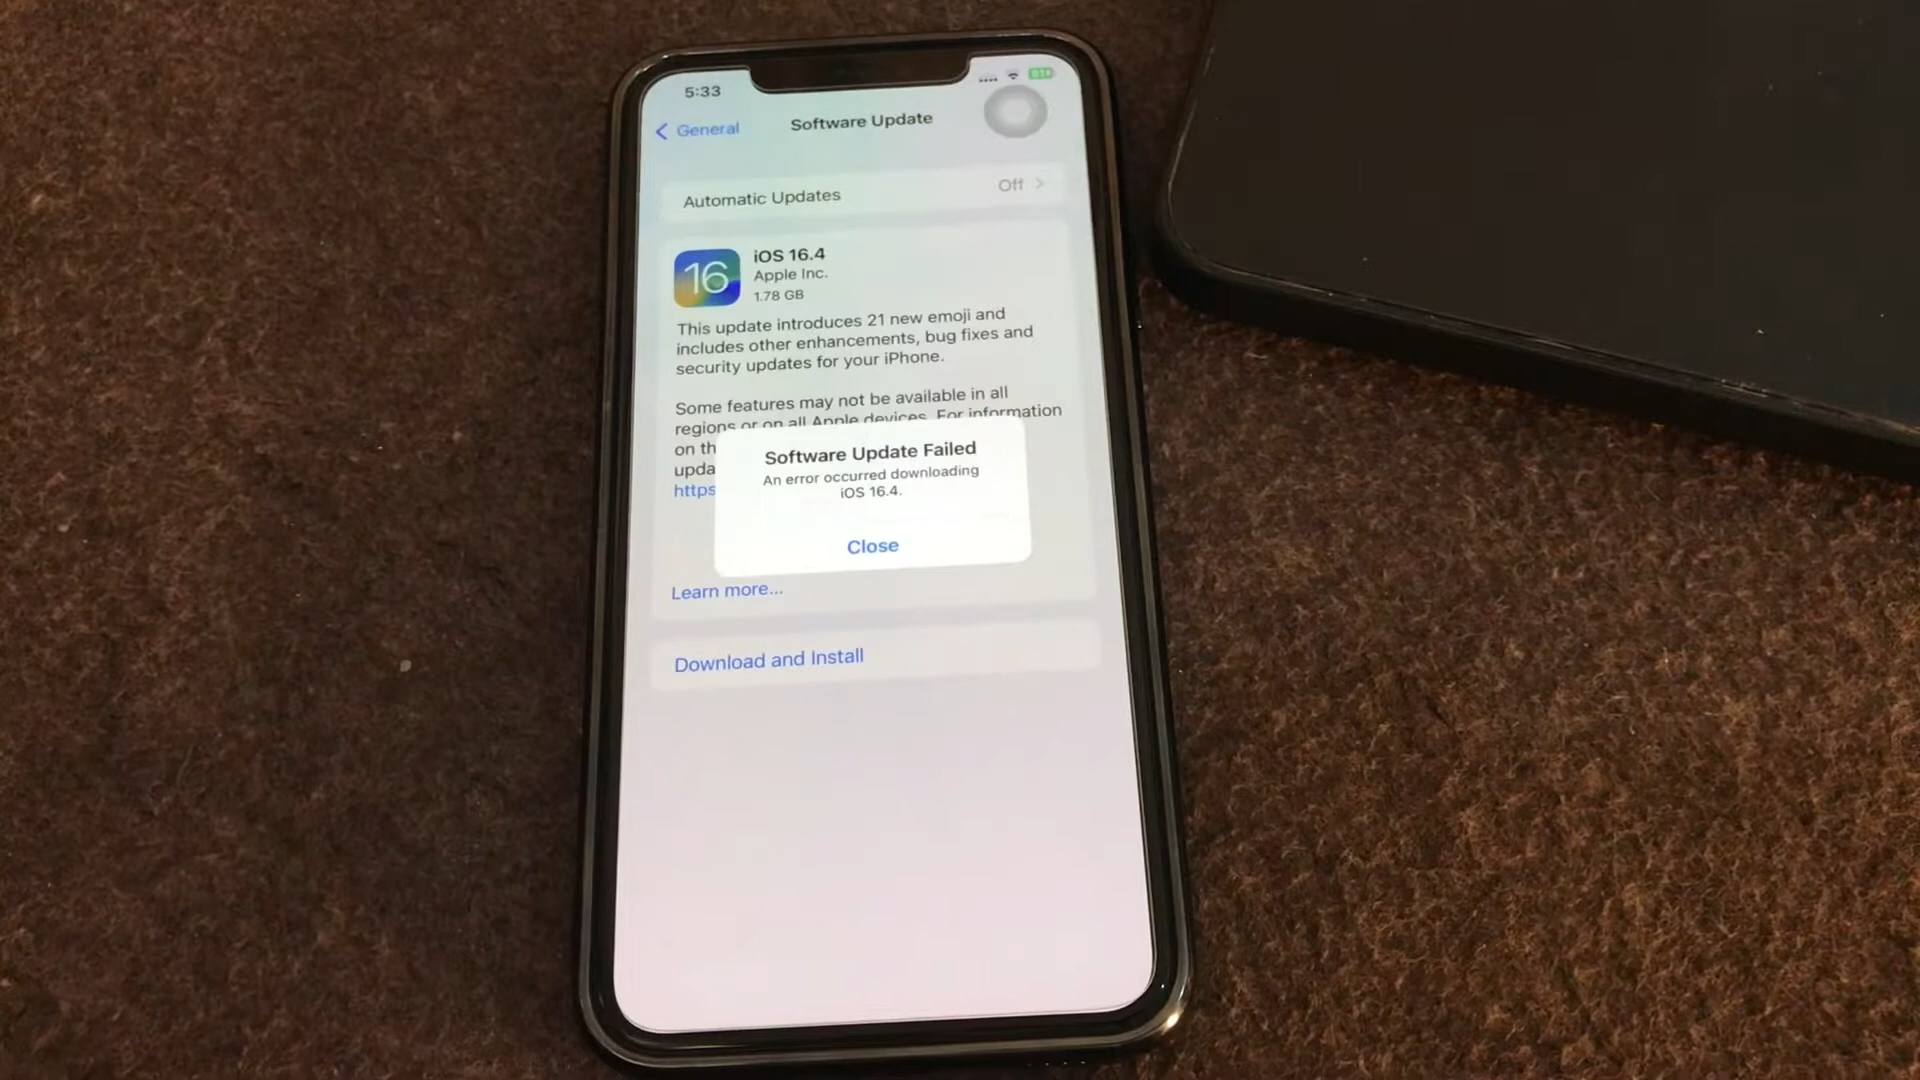 5:33
81
General
Software Update
Automatic Updates
Off
16
iOS 16.4
Apple Inc.
1.78 GB
This update introduces 21 new emoji and
includes other enhancements, bug fixes and
security updates for your iPhone.
Some features may not be available in all
regions or on all Apple devices. For information
on th
upda
https
Software Update Failed
An error occurred downloading
iOS 16.4.
Close
Learn more...
Download and Install